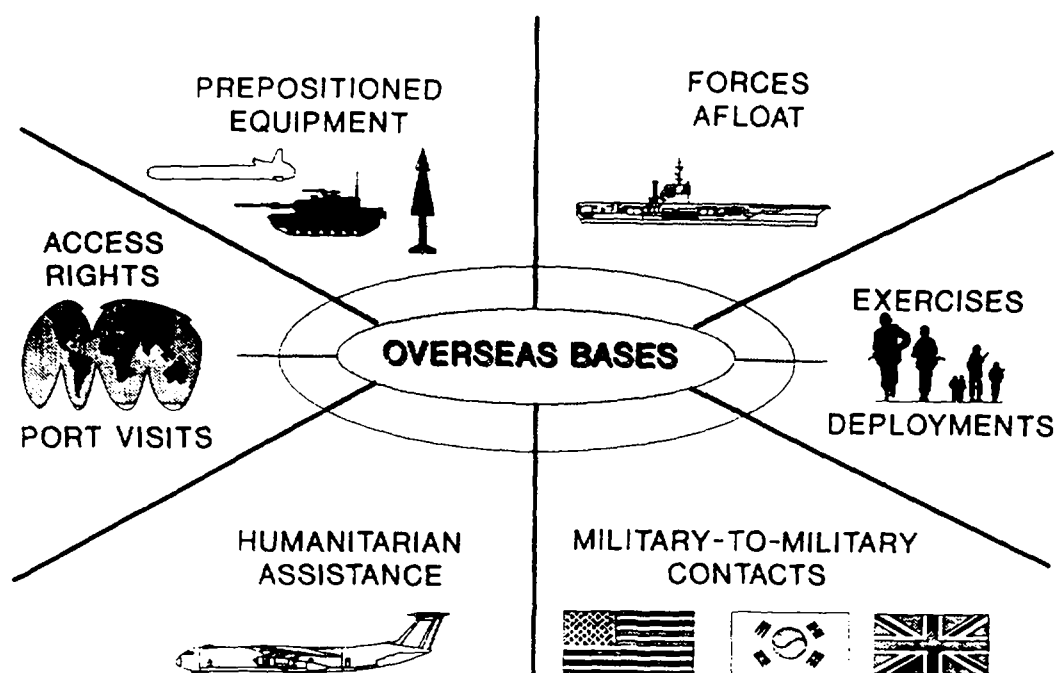 PREPOSITIONED
EQUIPMENT
FORCES
AFLOAT
ACCESS
RIGHTS
PORT VISITS
OVERSEAS BASES
EXERCISES
DEPLOYMENTS
HUMANITARIAN
ASSISTANCE
MILITARY-TO-MILITARY
CONTACTS